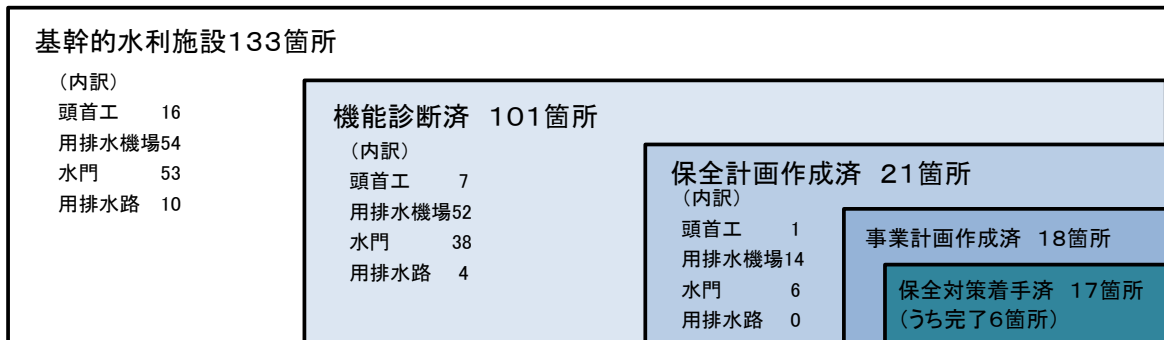 基幹的水利施設133箇所
（内訳）
頭首工 16
用排水機場54
水門 53
用排水路 10
機能診断済 101箇所
（内訳）
頭首工 7
用排水機場52
水門 38
用排水路 4
保全計画作成済 21箇所
（内訳）
頭首工 1
用排水機場14
水門 6
用排水路 0
事業計画作成済 18箇所
保全対策着手済 17箇所
（うち完了6箇所）